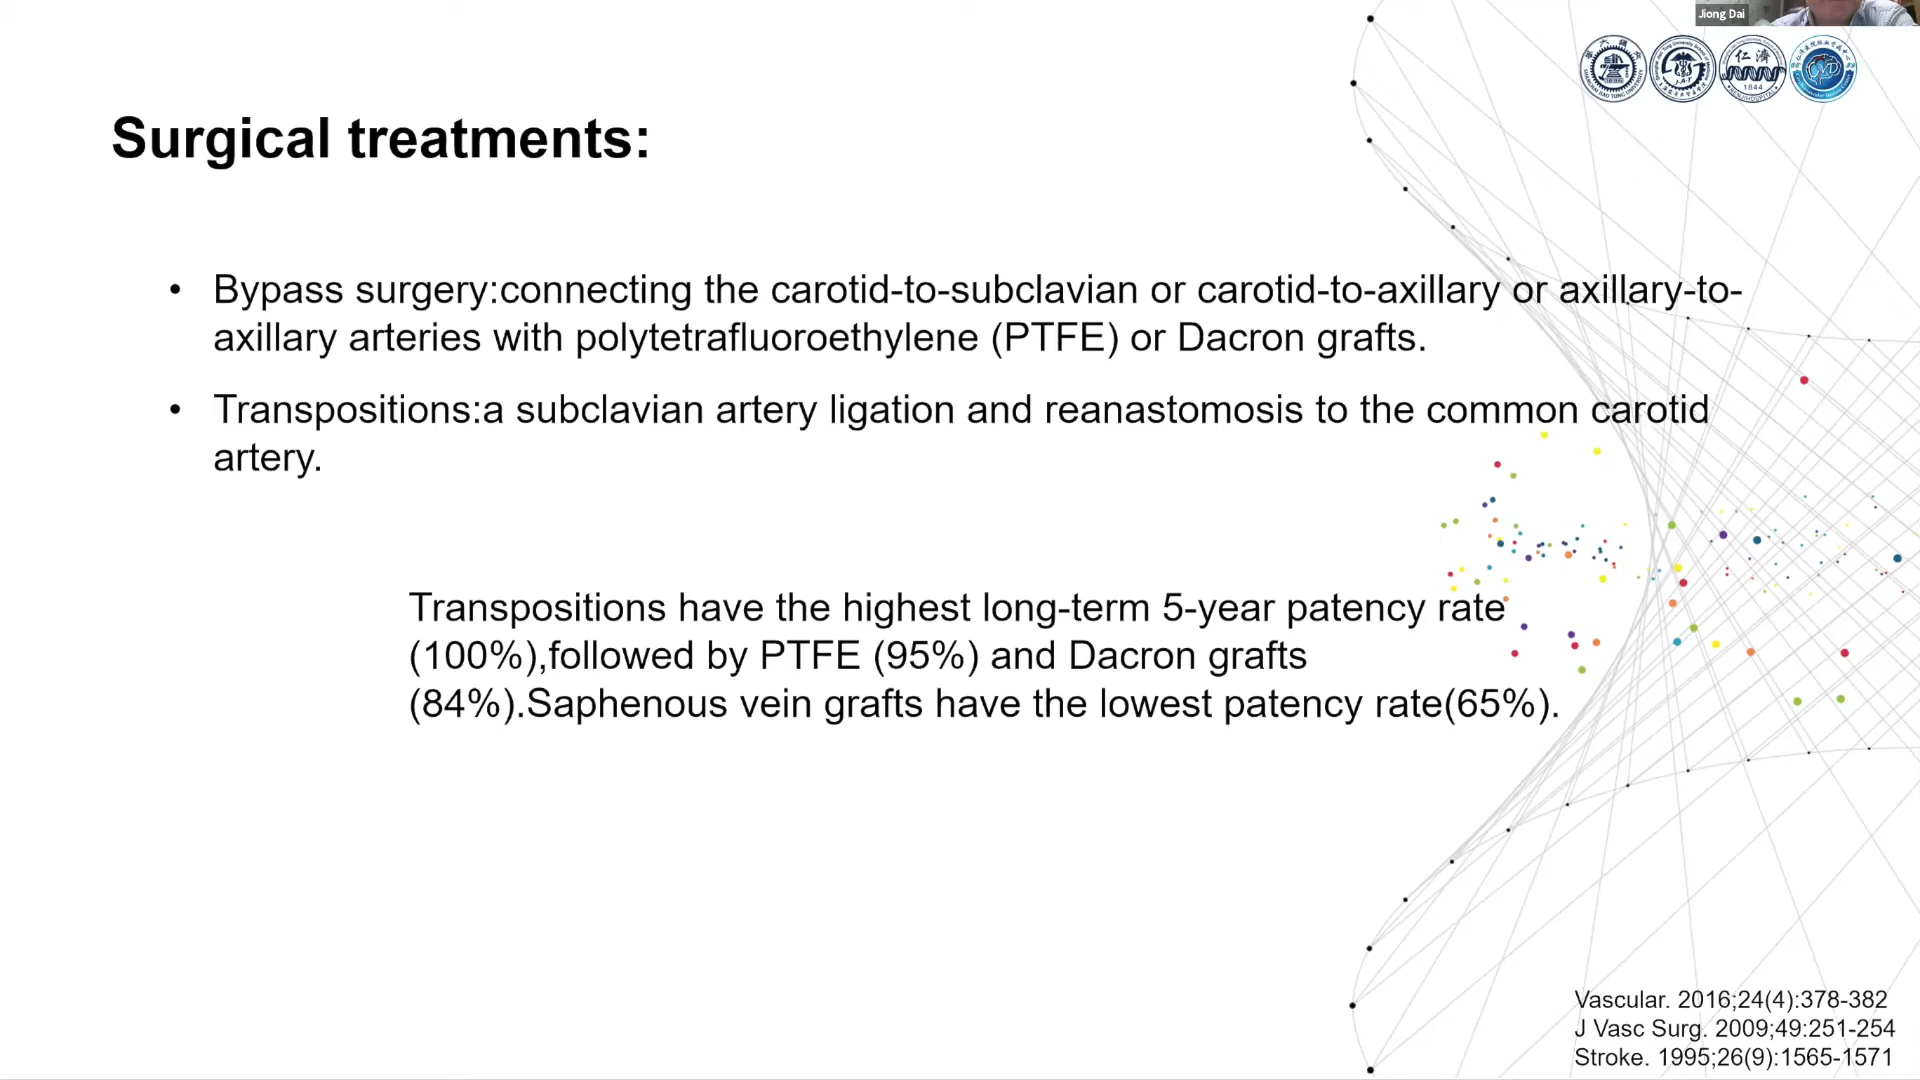 Jiong Dai
仁濟
1844
Surgical treatments:
• Bypass surgery:connecting the carotid-to-subclavian or carotid-to-axillary or axillary-to-
axillary arteries with polytetrafluoroethylene (PTFE) or Dacron grafts.
• Transpositions:a subclavian artery ligation and reanastomosis to the common carotid
artery.
Transpositions have the highest long-term 5-year patency rate
(100%),followed by PTFE (95%) and Dacron grafts
(84%).Saphenous vein grafts have the lowest patency rate(65%).
Vascular. 2016;24(4):378-382
J Vasc Surg. 2009;49:251-254
Stroke. 1995;26(9):1565-1571